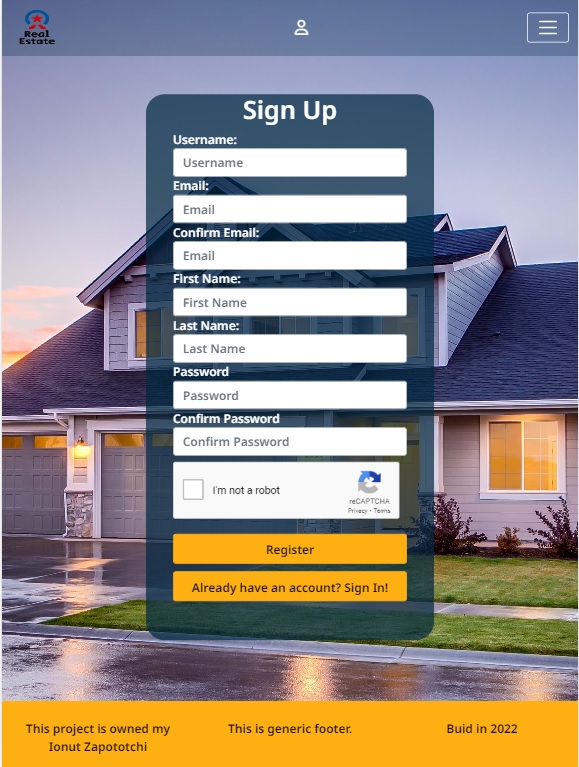 Real
Estate
Sign Up
Username:
Username
Email:
Email
Confirm Email:
Email
First Name:
First Name
Last Name:
Last Name
Password
Password
Confirm Password
Confirm Password
I'm not a robot
reCAPTCHA
Privacy - Terms
Register
Already have an account? Sign In!
This project is owned my
Ionut Zapototchi
This is generic footer.
Buid in 2022